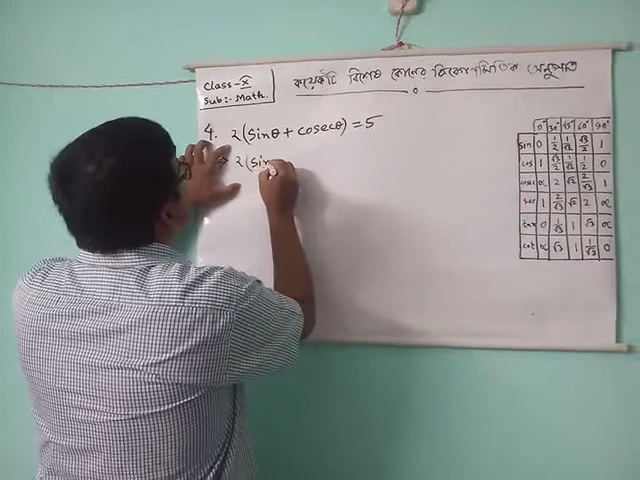 Class-X
Sub:- Math.
কয়েকটি বিশেষ কোনের ত্রিকোণমিতিক অনুপাত
4. 2(sinθ + cosecθ) = 5
⇒ 2(sin
0° 30° 45° 60° 90°
sin 0 1/2 1/√2 √3/2 1
cos 1 √3/2 1/√2 1/2 0
cosec ∝ 2 √2 2/√3 1
sec 1 2/√3 √2 2 ∝
tan 0 1/√3 1 √3 ∝
cot ∝ √3 1 1/√3 0